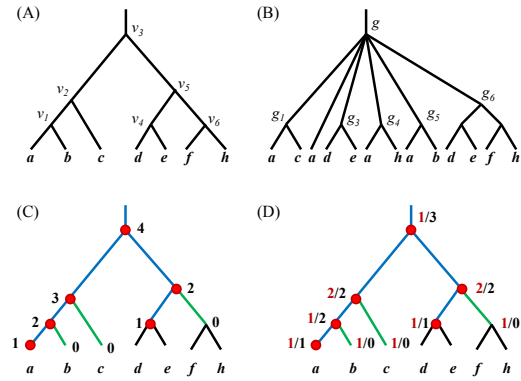 (A)
v3
v2
v5
v1
v4
v6
a b c d e f h
(B)
g
g6
g1
g3
g4
g5
a c a d e a h a b d e f h
(C)
4
3
2
2
1
0
1
0
0
a b c d e f h
(D)
1/3
2/2
2/2
1/2
1/1
1/0
1/1
1/0
1/0
a b c d e f h